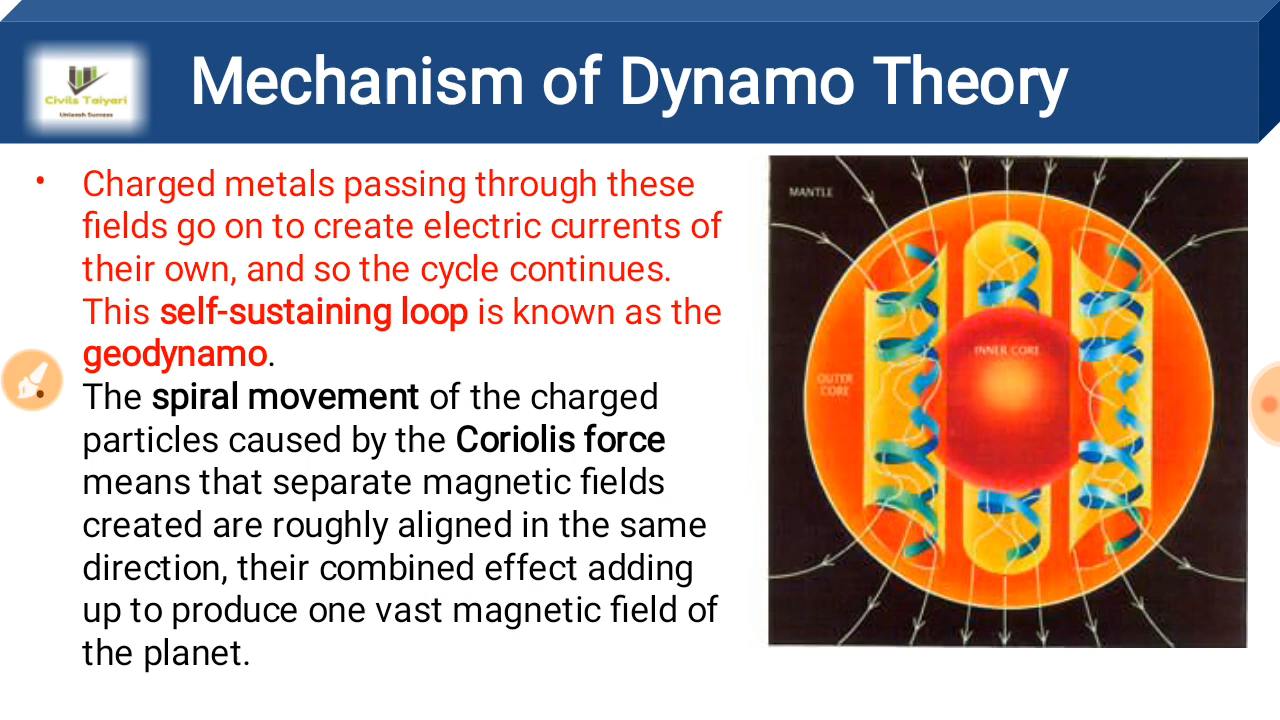 Civils Taiyari
Unleash Success
Mechanism of Dynamo Theory
• Charged metals passing through these
fields go on to create electric currents of
their own, and so the cycle continues.
This self-sustaining loop is known as the
geodynamo.
The spiral movement of the charged
particles caused by the Coriolis force
means that separate magnetic fields
created are roughly aligned in the same
direction, their combined effect adding
up to produce one vast magnetic field of
the planet.
MANTLE
INNER CORE
OUTER
CORE